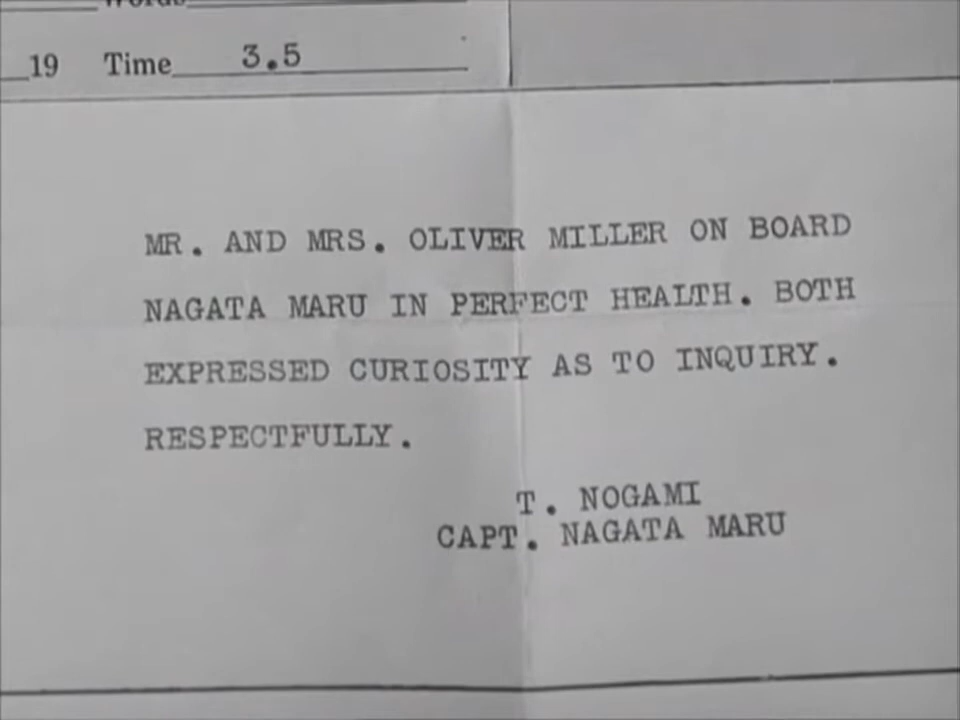 Words
19 Time 3.5
MR. AND MRS. OLIVER MILLER ON BOARD
NAGATA MARU IN PERFECT HEALTH. BOTH
EXPRESSED CURIOSITY AS TO INQUIRY.
RESPECTFULLY.
T. NOGAMI
CAPT. NAGATA MARU